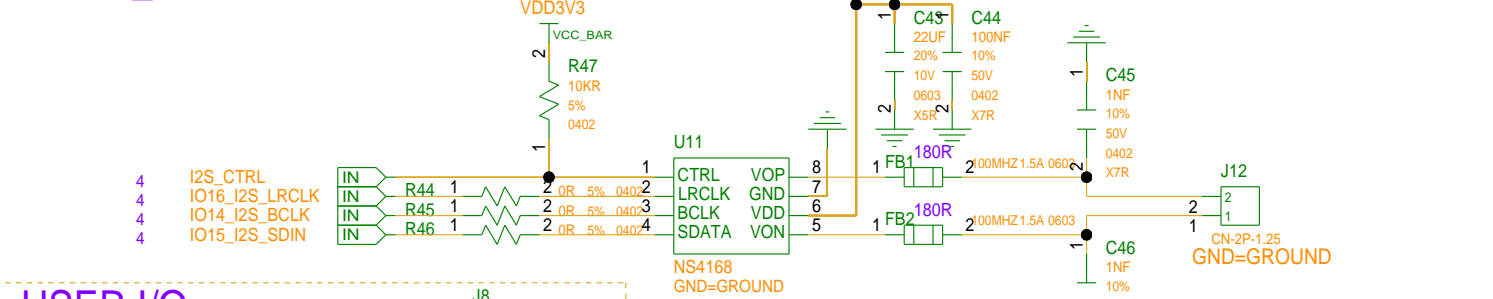 VDD3V3
VCC_BAR
2
R47
10KR
5%
0402
1
1
C43
22UF
20%
10V
0603
X5R
2
1
C44
100NF
10%
50V
0402
X7R
2
1
C45
1NF
10%
50V
0402
X7R
2
4 I2S_CTRL IN
4 IO16_I2S_LRCLK IN R44 1 2 0R 5% 0402
4 IO14_I2S_BCLK IN R45 1 2 0R 5% 0402
4 IO15_I2S_SDIN IN R46 1 2 0R 5% 0402
U11
1 CTRL VOP 8
2 LRCLK GND 7
3 BCLK VDD 6
4 SDATA VON 5
NS4168
GND=GROUND
1 FB1 180R 2 100MHZ 1.5A 0603
1 FB2 180R 2 100MHZ 1.5A 0603
J12
2 2
1 1
CN-2P-1.25
GND=GROUND
1
C46
1NF
10%
USER I/O
J8